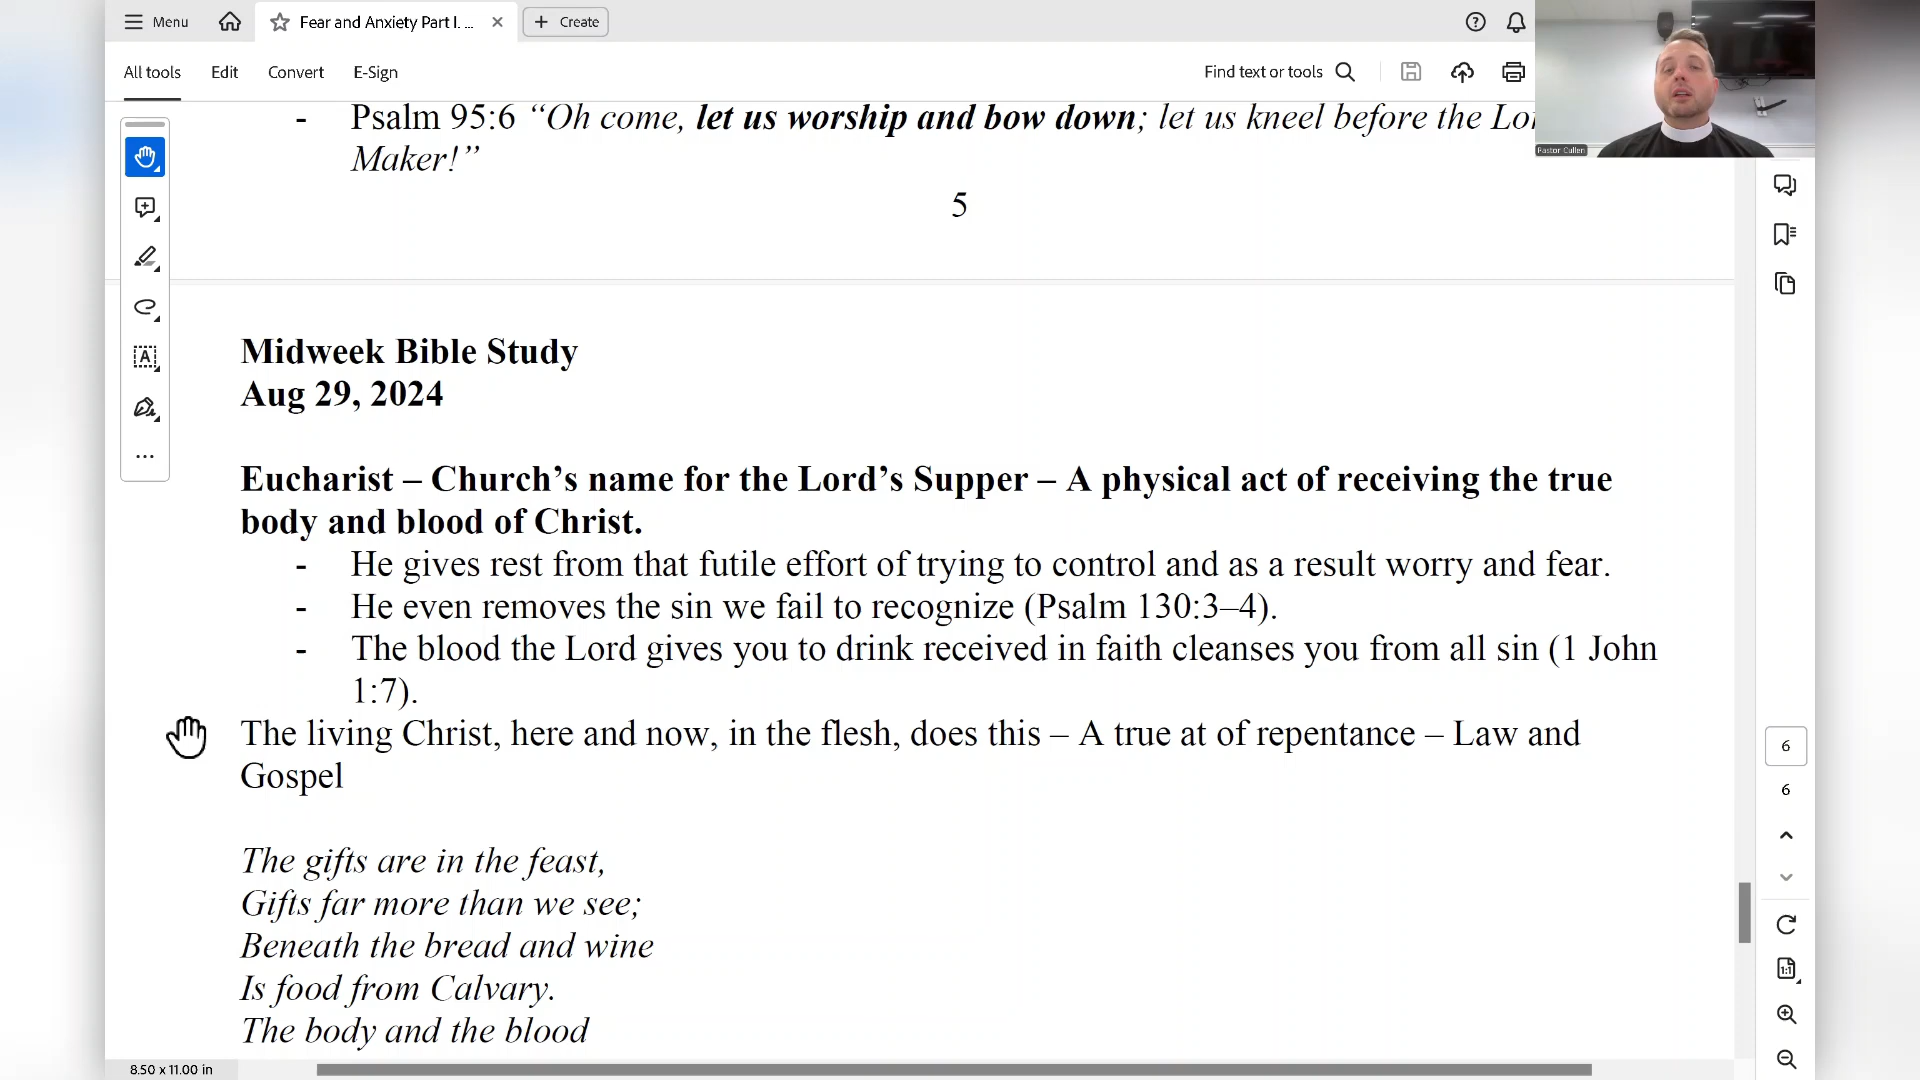 Menu
Fear and Anxiety Part I. ...
Create
All tools
Edit
Convert
E-Sign
Find text or tools
- Psalm 95:6 “Oh come, let us worship and bow down; let us kneel before the
Maker!”
5
Pastor Cullen
Midweek Bible Study
Aug 29, 2024
Eucharist – Church’s name for the Lord’s Supper – A physical act of receiving the true
body and blood of Christ.
- He gives rest from that futile effort of trying to control and as a result worry and fear.
- He even removes the sin we fail to recognize (Psalm 130:3–4).
- The blood the Lord gives you to drink received in faith cleanses you from all sin (1 John
1:7).
The living Christ, here and now, in the flesh, does this – A true at of repentance – Law and
Gospel
The gifts are in the feast,
Gifts far more than we see;
Beneath the bread and wine
Is food from Calvary.
The body and the blood
6
6
8.50 x 11.00 in